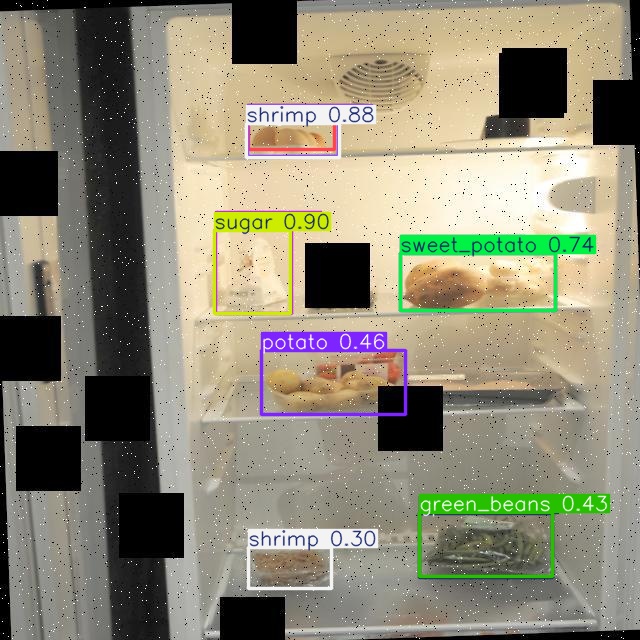 shrimp 0.88
sugar 0.90
sweet_potato 0.74
potato 0.46
green_beans 0.43
shrimp 0.30